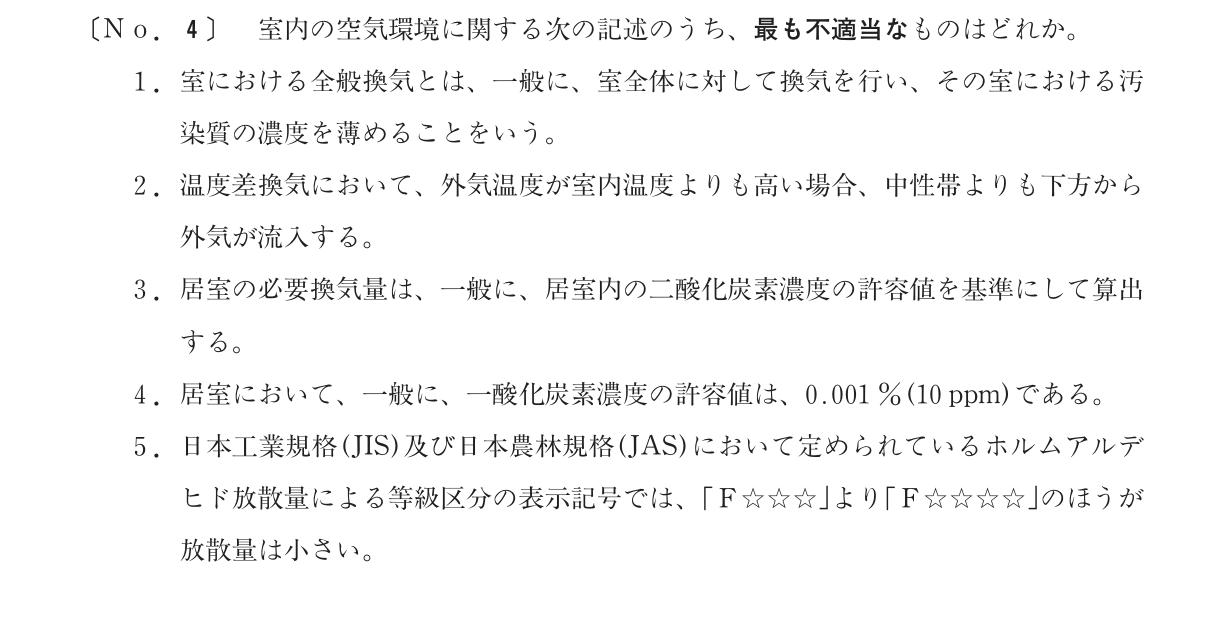 〔Ｎｏ．４〕　室内の空気環境に関する次の記述のうち、最も不適当なものはどれか。
１．室における全般換気とは、一般に、室全体に対して換気を行い、その室における汚
染質の濃度を薄めることをいう。
２．温度差換気において、外気温度が室内温度よりも高い場合、中性帯よりも下方から
外気が流入する。
３．居室の必要換気量は、一般に、居室内の二酸化炭素濃度の許容値を基準にして算出
する。
４．居室において、一般に、一酸化炭素濃度の許容値は、0.001％(10 ppm)である。
５．日本工業規格(JIS)及び日本農林規格(JAS)において定められているホルムアルデ
ヒド放散量による等級区分の表示記号では、「Ｆ☆☆☆」より「Ｆ☆☆☆☆」のほうが
放散量は小さい。